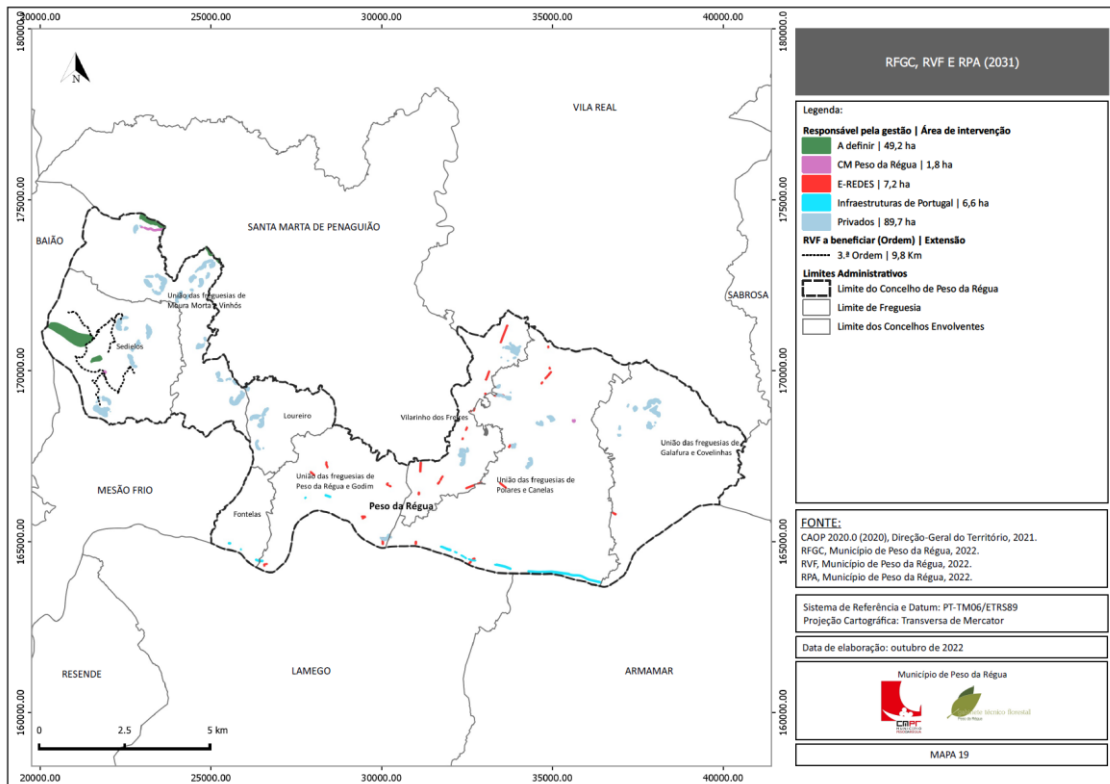 20000.00
25000.00
30000.00
35000.00
40000.00
180000.0
180000.0
N
VILA REAL
175000.00
175000.00
SANTA MARTA DE PENAGUIÃO
BAIÃO
SABROSA
União das freguesias de
Moura Morta e Vinhós
Sedielos
170000.00
170000.00
Loureiro
Vilarinho dos Freires
União das freguesias de
Galafura e Covelinhas
MESÃO FRIO
União das freguesias de
Peso da Régua e Godim
União das freguesias de
Poiares e Canelas
Peso da Régua
Fontelas
165000.00
165000.00
RESENDE
LAMEGO
ARMAMAR
160000.00
160000.00
0
2.5
5 km
20000.00
25000.00
30000.00
35000.00
40000.00
RFGC, RVF E RPA (2031)
Legenda:
Responsável pela gestão | Área de intervenção
A definir | 49,2 ha
CM Peso da Régua | 1,8 ha
E-REDES | 7,2 ha
Infraestruturas de Portugal | 6,6 ha
Privados | 89,7 ha
RVF a beneficiar (Ordem) | Extensão
3.ª Ordem | 9,8 Km
Limites Administrativos
Limite do Concelho de Peso da Régua
Limite de Freguesia
Limite dos Concelhos Envolventes
FONTE:
CAOP 2020.0 (2020), Direção-Geral do Território, 2021.
RFGC, Município de Peso da Régua, 2022.
RVF, Município de Peso da Régua, 2022.
RPA, Município de Peso da Régua, 2022.
Sistema de Referência e Datum: PT-TM06/ETRS89
Projeção Cartográfica: Transversa de Mercator
Data de elaboração: outubro de 2022
Município de Peso da Régua
técnico florestal
CMPR
MAPA 19